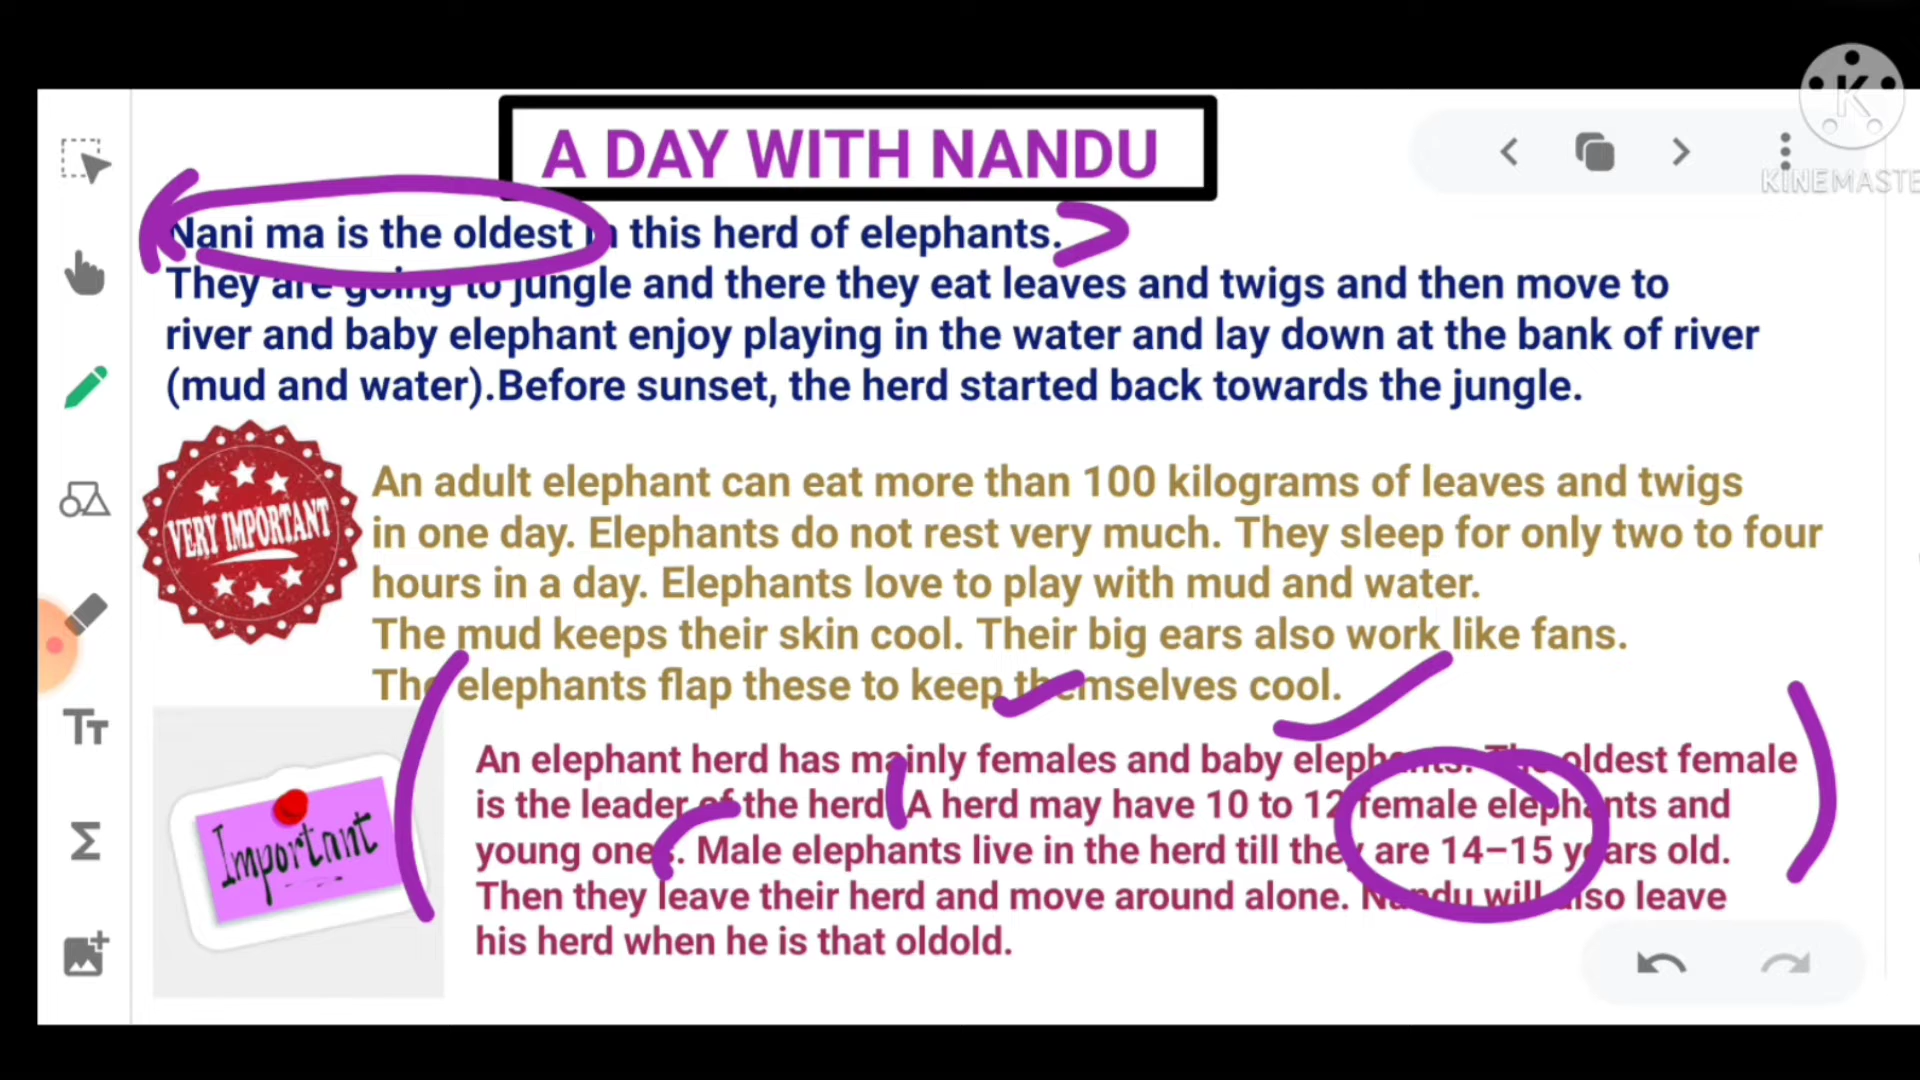 A DAY WITH NANDU
KINEMASTE
Nani ma is the oldest in this herd of elephants.
They are going to jungle and there they eat leaves and twigs and then move to
river and baby elephant enjoy playing in the water and lay down at the bank of river
(mud and water).Before sunset, the herd started back towards the jungle.
VERY IMPORTANT
An adult elephant can eat more than 100 kilograms of leaves and twigs
in one day. Elephants do not rest very much. They sleep for only two to four
hours in a day. Elephants love to play with mud and water.
The mud keeps their skin cool. Their big ears also work like fans.
The elephants flap these to keep themselves cool.
Important
An elephant herd has mainly females and baby elephants. The oldest female
is the leader of the herd. A herd may have 10 to 12 female elephants and
young ones. Male elephants live in the herd till they are 14–15 years old.
Then they leave their herd and move around alone. Nandu will also leave
his herd when he is that oldold.